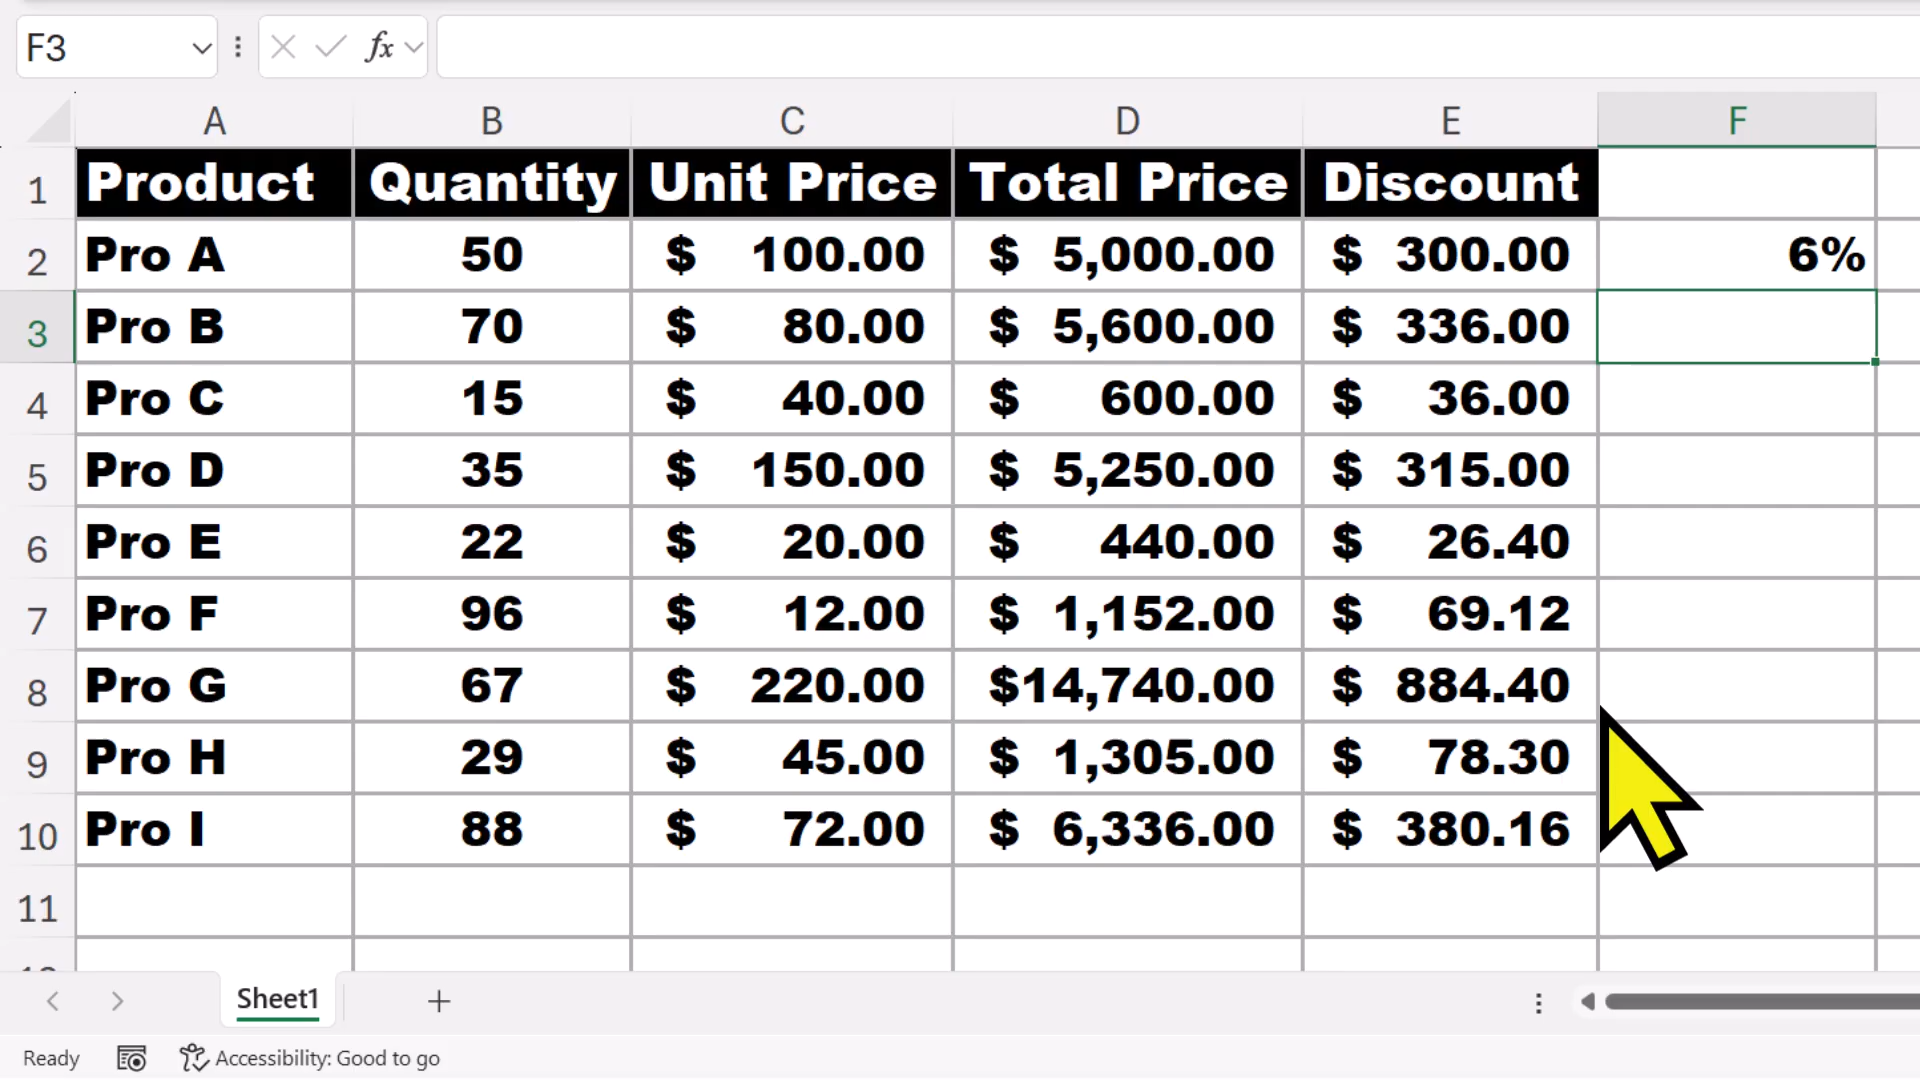 F3 fx
A B C D E F
1 Product Quantity Unit Price Total Price Discount
2 Pro A 50 $ 100.00 $ 5,000.00 $ 300.00 6%
3 Pro B 70 $ 80.00 $ 5,600.00 $ 336.00
4 Pro C 15 $ 40.00 $ 600.00 $ 36.00
5 Pro D 35 $ 150.00 $ 5,250.00 $ 315.00
6 Pro E 22 $ 20.00 $ 440.00 $ 26.40
7 Pro F 96 $ 12.00 $ 1,152.00 $ 69.12
8 Pro G 67 $ 220.00 $14,740.00 $ 884.40
9 Pro H 29 $ 45.00 $ 1,305.00 $ 78.30
10 Pro I 88 $ 72.00 $ 6,336.00 $ 380.16
11
Sheet1
Ready Accessibility: Good to go